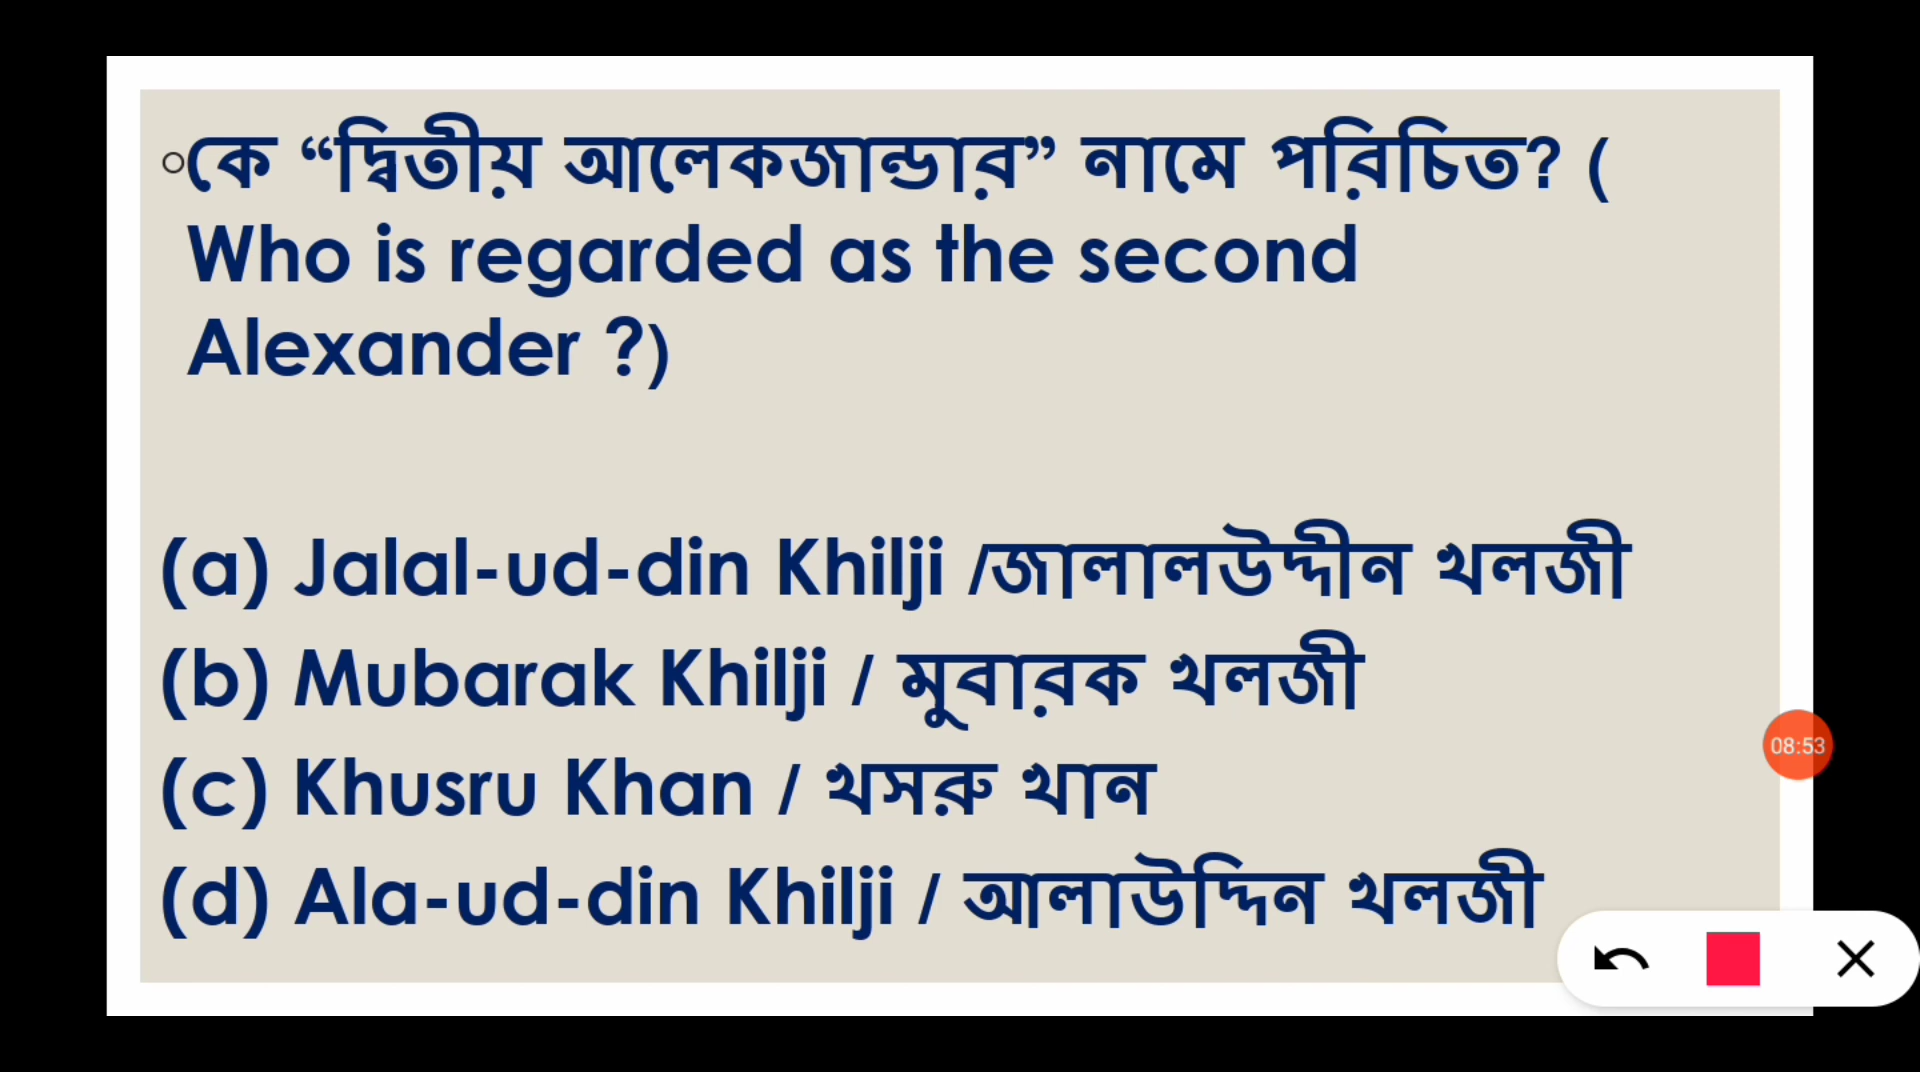 ◦কে “দ্বিতীয় আলেকজান্ডার” নামে পরিচিত? (
Who is regarded as the second
Alexander ?)
(a) Jalal-ud-din Khilji /জালালউদ্দীন খলজী
(b) Mubarak Khilji / মুবারক খলজী
(c) Khusru Khan / খসরু খান
(d) Ala-ud-din Khilji / আলাউদ্দিন খলজী
08:53